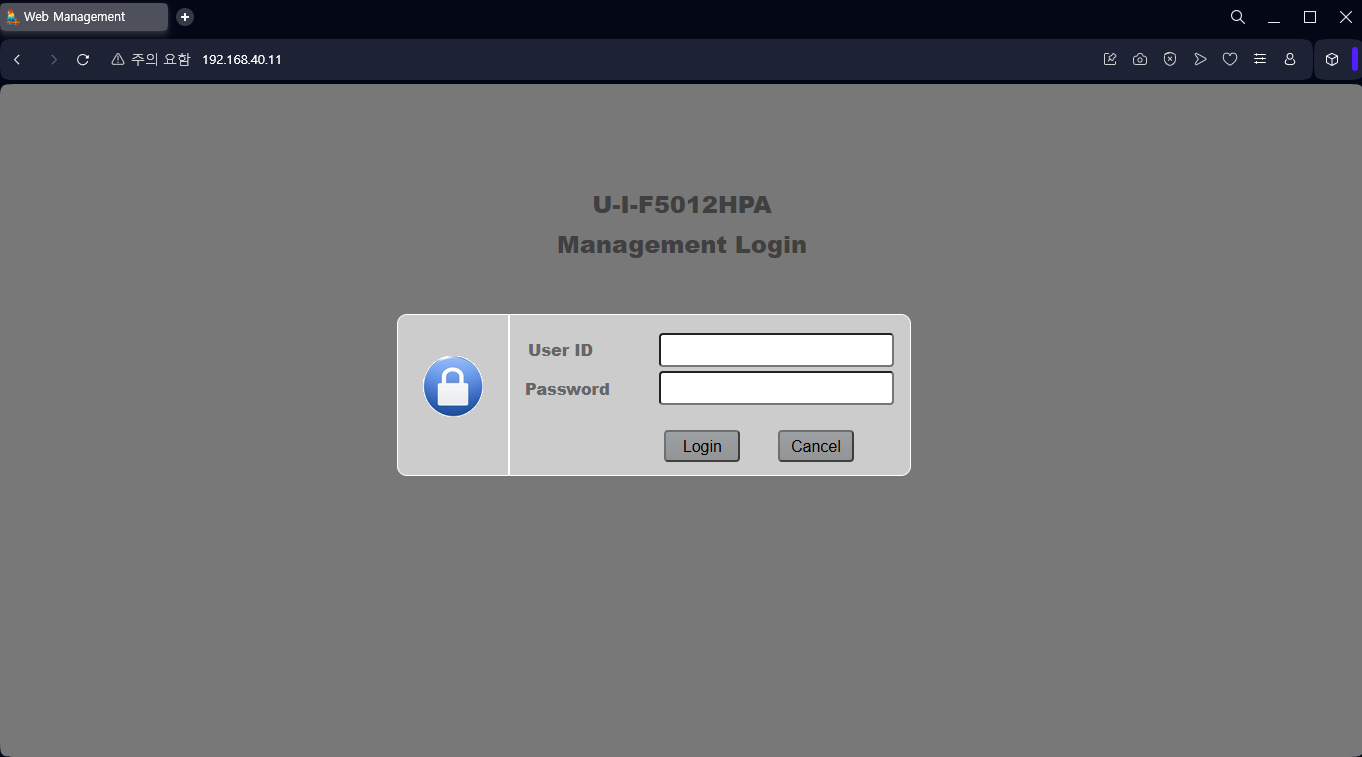 Web Management
주의 요함 192.168.40.11
U-I-F5012HPA
Management Login
User ID
Password
Login Cancel